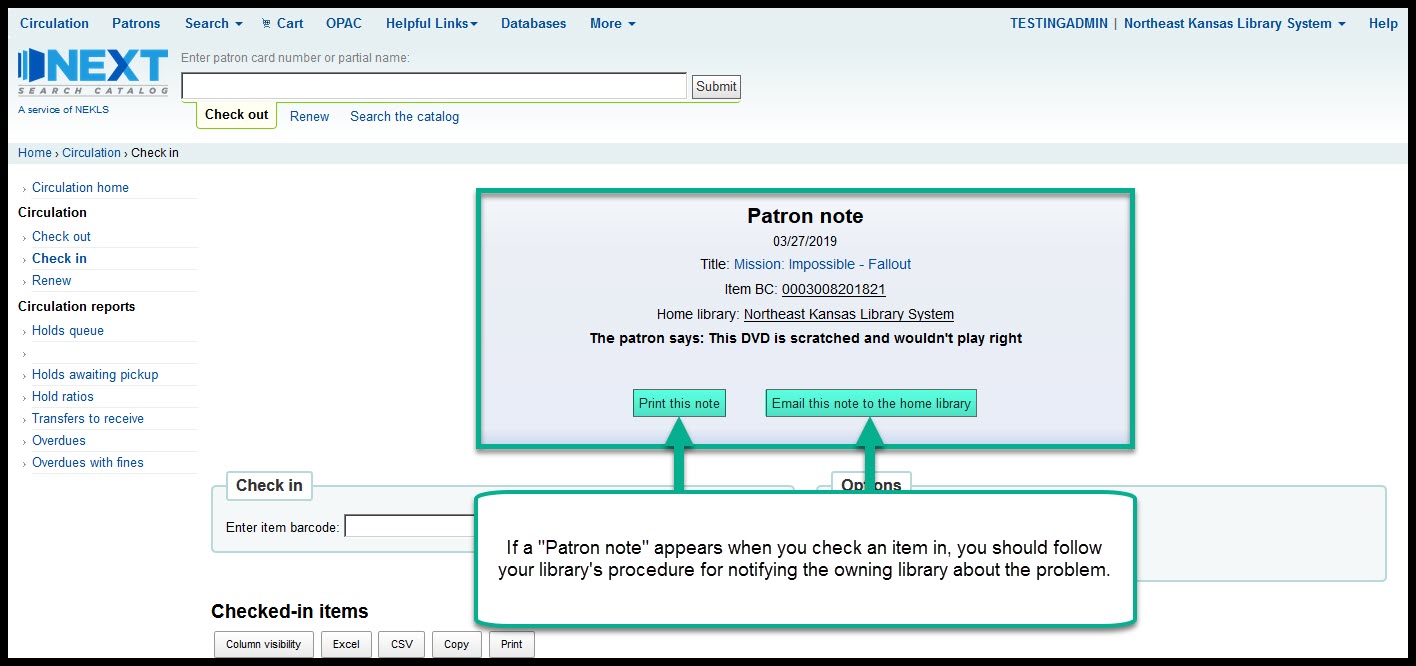 Circulation Patrons Search Cart OPAC Helpful Links Databases More TESTINGADMIN | Northeast Kansas Library System Help
NEXT
SEARCH CATALOG
A service of NEKLS
Enter patron card number or partial name:
Submit
Check out Renew Search the catalog
Home › Circulation › Check in
› Circulation home
Circulation
› Check out
› Check in
› Renew
Circulation reports
› Holds queue
›
› Holds awaiting pickup
› Hold ratios
› Transfers to receive
› Overdues
› Overdues with fines
Patron note
03/27/2019
Title: Mission: Impossible - Fallout
Item BC: 0003008201821
Home library: Northeast Kansas Library System
The patron says: This DVD is scratched and wouldn't play right
Print this note Email this note to the home library
Check in
Enter item barcode:
Options
If a "Patron note" appears when you check an item in, you should follow
your library's procedure for notifying the owning library about the problem.
Checked-in items
Column visibility Excel CSV Copy Print